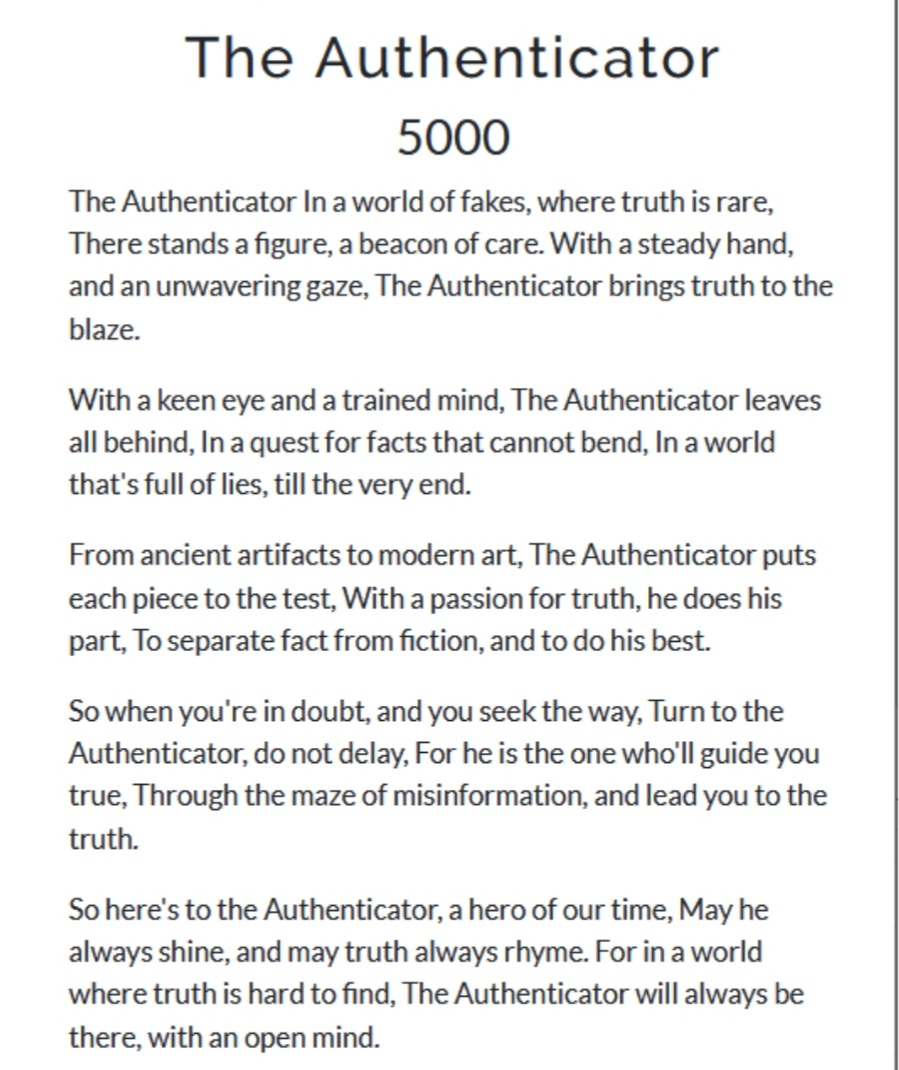 The Authenticator
5000
The Authenticator In a world of fakes, where truth is rare,
There stands a figure, a beacon of care. With a steady hand,
and an unwavering gaze, The Authenticator brings truth to the
blaze.
With a keen eye and a trained mind, The Authenticator leaves
all behind, In a quest for facts that cannot bend, In a world
that's full of lies, till the very end.
From ancient artifacts to modern art, The Authenticator puts
each piece to the test, With a passion for truth, he does his
part, To separate fact from fiction, and to do his best.
So when you're in doubt, and you seek the way, Turn to the
Authenticator, do not delay, For he is the one who'll guide you
true, Through the maze of misinformation, and lead you to the
truth.
So here's to the Authenticator, a hero of our time, May he
always shine, and may truth always rhyme. For in a world
where truth is hard to find, The Authenticator will always be
there, with an open mind.